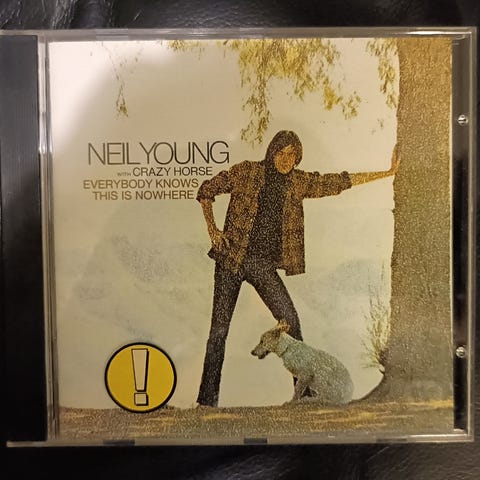 NEIL YOUNG
WITH CRAZY HORSE
EVERYBODY KNOWS
THIS IS NOWHERE
!